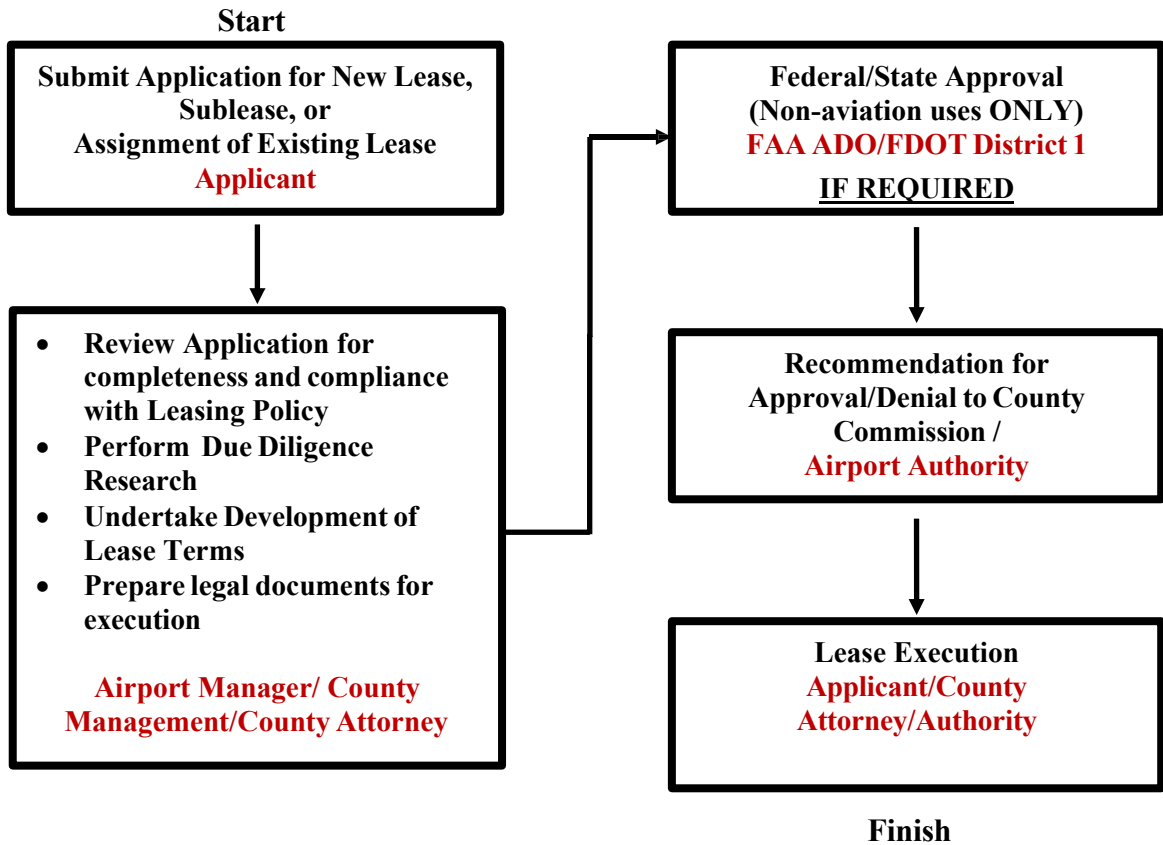 Start
Submit Application for New Lease,
Sublease, or
Assignment of Existing Lease
Applicant
• Review Application for
completeness and compliance
with Leasing Policy
• Perform Due Diligence
Research
• Undertake Development of
Lease Terms
• Prepare legal documents for
execution
Airport Manager/ County
Management/County Attorney
Federal/State Approval
(Non-aviation uses ONLY)
FAA ADO/FDOT District 1
IF REQUIRED
Recommendation for
Approval/Denial to County
Commission /
Airport Authority
Lease Execution
Applicant/County
Attorney/Authority
Finish